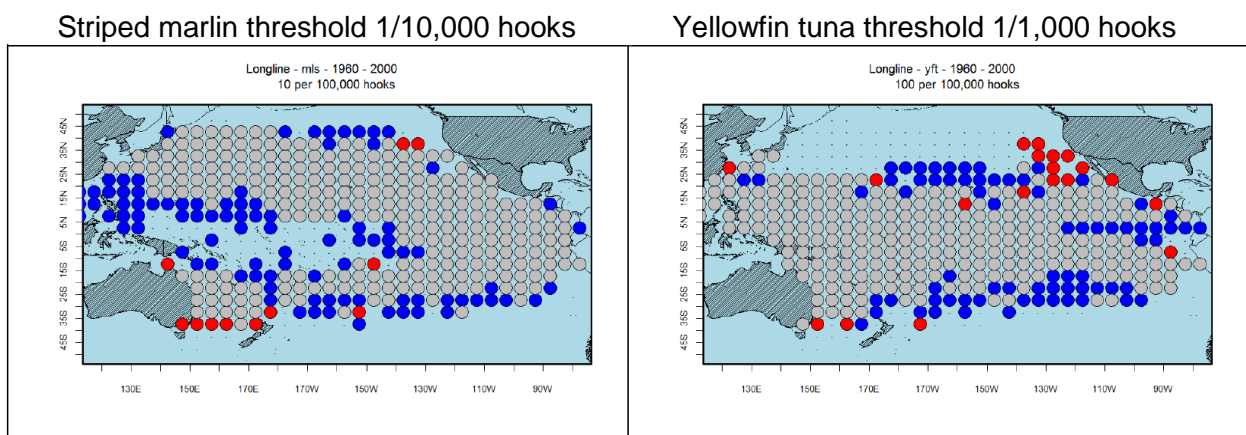 Striped marlin threshold 1/10,000 hooks
Yellowfin tuna threshold 1/1,000 hooks
Longline - mls - 1960 - 2000
10 per 100,000 hooks
45N
35N
25N
15N
5N
5S
15S
25S
35S
45S
130E 150E 170E 170W 150W 130W 110W 90W
Longline - yft - 1960 - 2000
100 per 100,000 hooks
45N
35N
25N
15N
5N
5S
15S
25S
35S
45S
130E 150E 170E 170W 150W 130W 110W 90W